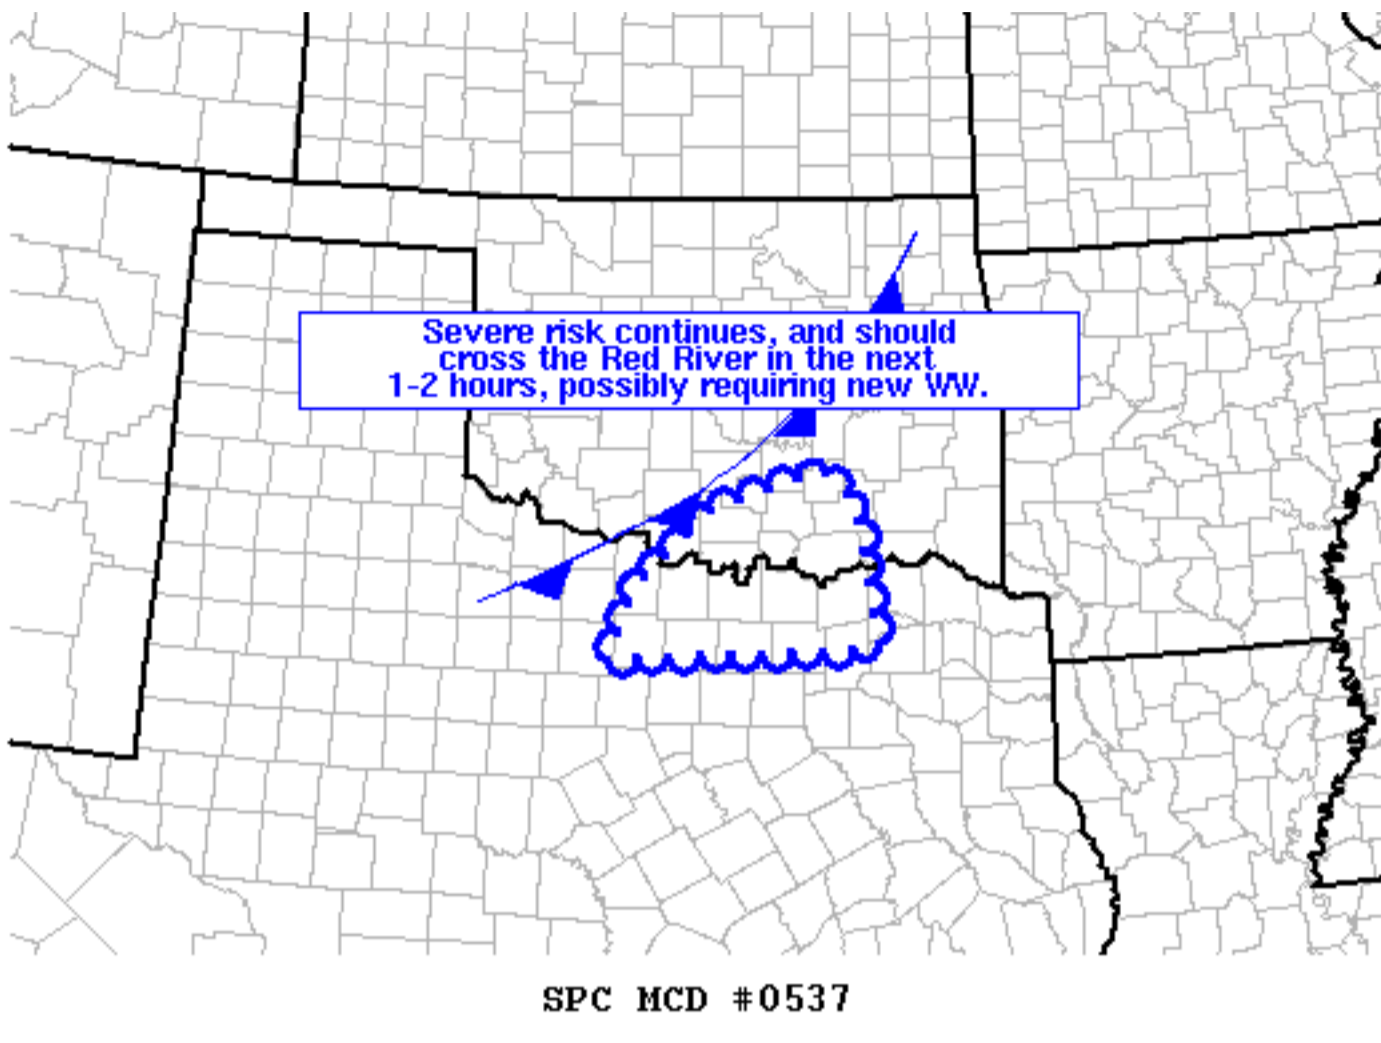 Severe risk continues, and should
cross the Red River in the next
1-2 hours, possibly requiring new WW.
SPC MCD #0537